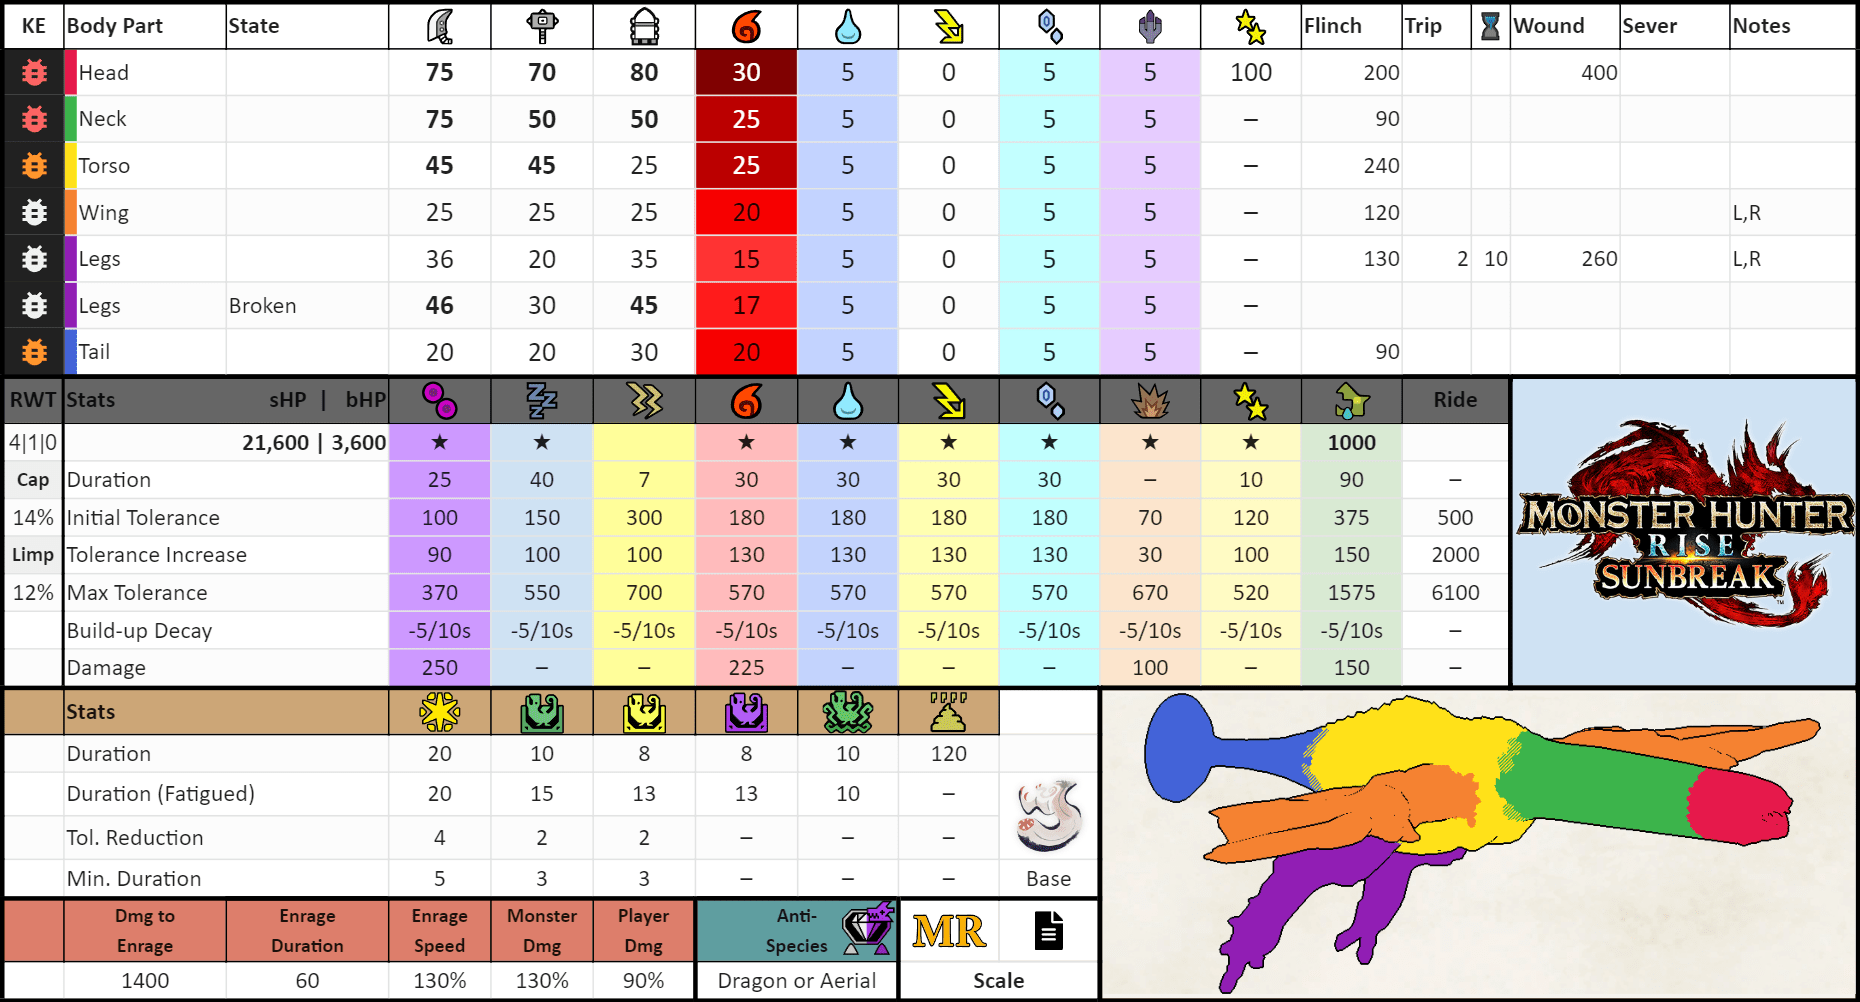 KE Body Part State Flinch Trip Wound Sever Notes
Head 75 70 80 30 5 0 5 5 100 200 400
Neck 75 50 50 25 5 0 5 5 – 90
Torso 45 45 25 25 5 0 5 5 – 240
Wing 25 25 25 20 5 0 5 5 – 120 L,R
Legs 36 20 35 15 5 0 5 5 – 130 2 10 260 L,R
Legs Broken 46 30 45 17 5 0 5 5 –
Tail 20 20 30 20 5 0 5 5 – 90
RWT Stats sHP | bHP Ride
4|1|0 21,600 | 3,600 ★ ★ ★ ★ ★ ★ ★ ★ 1000
Cap Duration 25 40 7 30 30 30 30 – 10 90 –
14% Initial Tolerance 100 150 300 180 180 180 180 70 120 375 500
Limp Tolerance Increase 90 100 100 130 130 130 130 30 100 150 2000
12% Max Tolerance 370 550 700 570 570 570 570 670 520 1575 6100
Build-up Decay -5/10s -5/10s -5/10s -5/10s -5/10s -5/10s -5/10s -5/10s -5/10s -5/10s –
Damage 250 – – 225 – – – 100 – 150 –
MONSTER HUNTER
RISE
SUNBREAK
™
Stats
Duration 20 10 8 8 10 120
Duration (Fatigued) 20 15 13 13 10 –
Tol. Reduction 4 2 2 – – –
Min. Duration 5 3 3 – – – Base
Dmg to Enrage Enrage Monster Player Anti-
Enrage Duration Speed Dmg Dmg Species MR
1400 60 130% 130% 90% Dragon or Aerial Scale